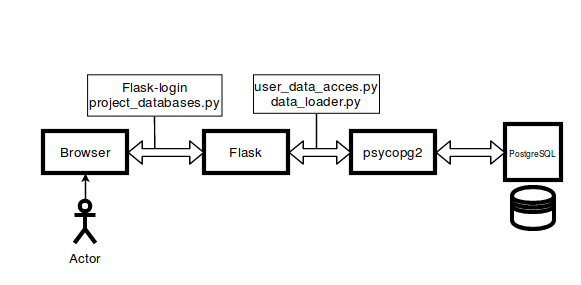 Flask-login
project_databases.py
user_data_acces.py
data_loader.py
Browser
Flask
psycopg2
PostgreSQL
Actor